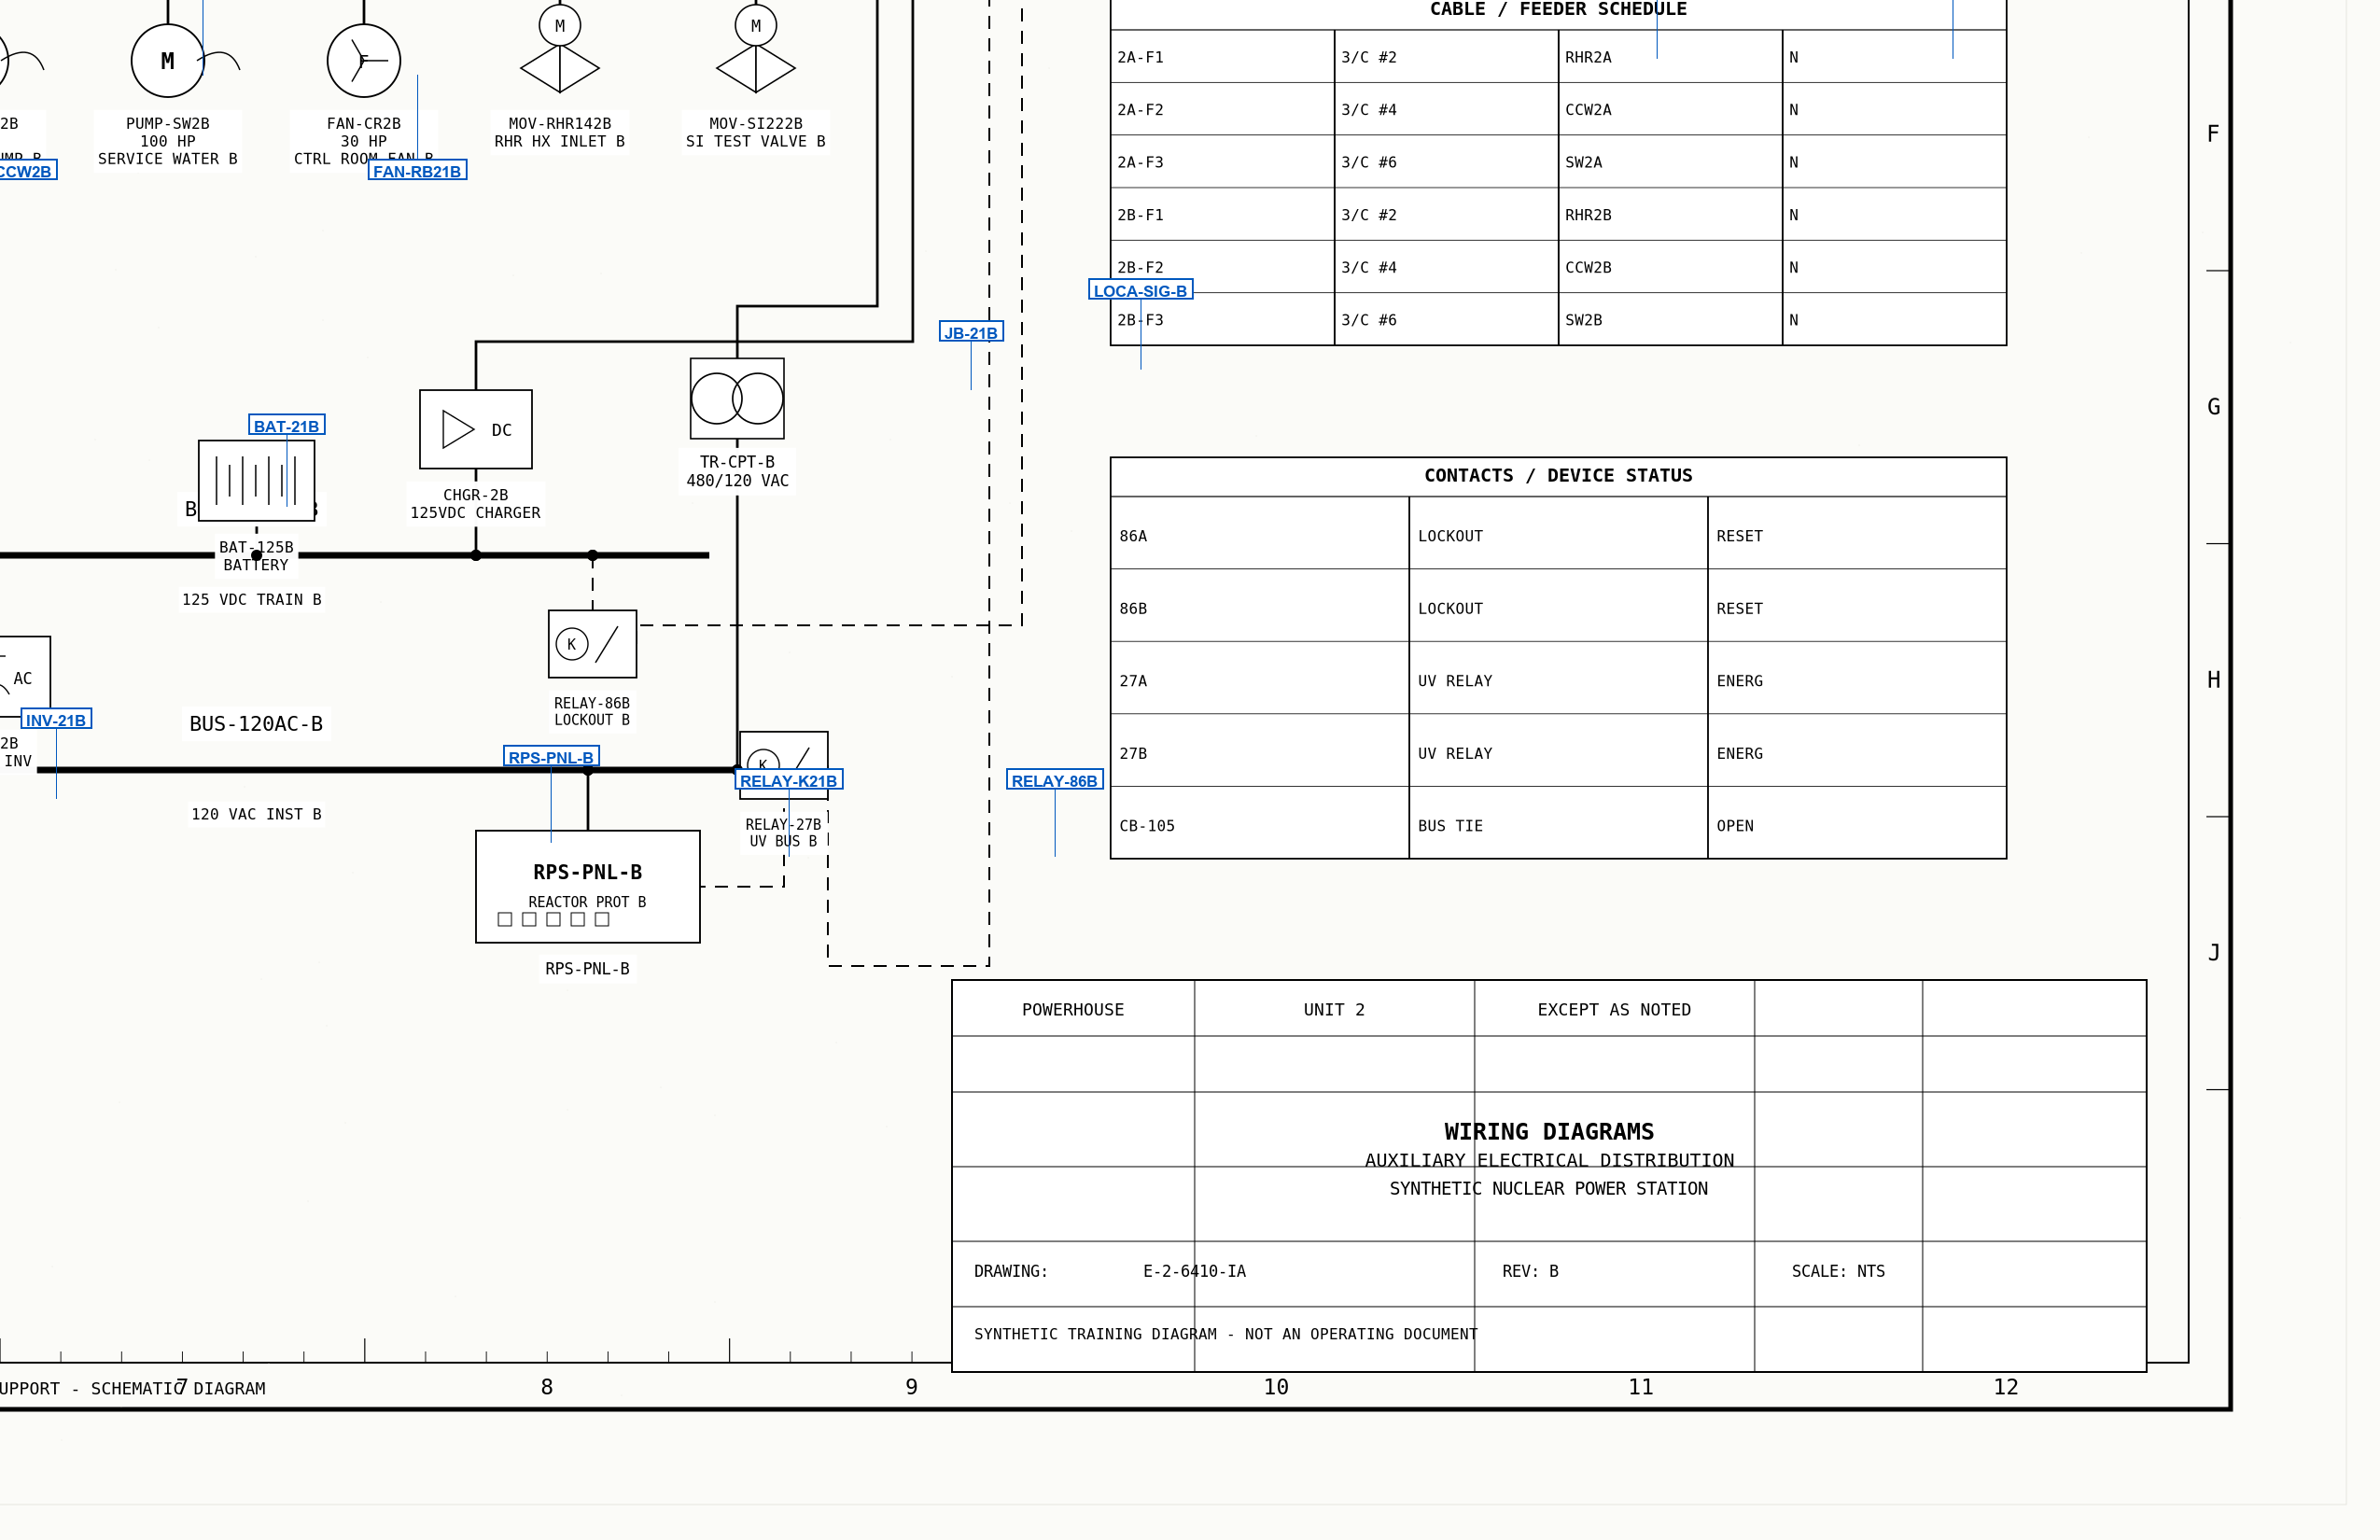 CABLE / FEEDER SCHEDULE
2A-F1 3/C #2 RHR2A N
2A-F2 3/C #4 CCW2A N
2A-F3 3/C #6 SW2A N
2B-F1 3/C #2 RHR2B N
2B-F2 3/C #4 CCW2B N
2B-F3 3/C #6 SW2B N
LOCA-SIG-B
M
F
M
M
2B
PUMP-SW2B
100 HP
SERVICE WATER B
FAN-CR2B
30 HP
CTRL ROOM FAN B
MOV-RHR142B
RHR HX INLET B
MOV-SI222B
SI TEST VALVE B
CCW2B
FAN-RB21B
JB-21B
BAT-21B
DC
TR-CPT-B
480/120 VAC
CHGR-2B
125VDC CHARGER
BAT-125B
BATTERY
125 VDC TRAIN B
K
RELAY-86B
LOCKOUT B
AC
INV-21B
2B
INV
BUS-120AC-B
RPS-PNL-B
K
RELAY-K21B
RELAY-86B
120 VAC INST B
RELAY-27B
UV BUS B
RPS-PNL-B
REACTOR PROT B
RPS-PNL-B
CONTACTS / DEVICE STATUS
86A LOCKOUT RESET
86B LOCKOUT RESET
27A UV RELAY ENERG
27B UV RELAY ENERG
CB-105 BUS TIE OPEN
F
G
H
J
POWERHOUSE UNIT 2 EXCEPT AS NOTED
WIRING DIAGRAMS
AUXILIARY ELECTRICAL DISTRIBUTION
SYNTHETIC NUCLEAR POWER STATION
DRAWING: E-2-6410-IA REV: B SCALE: NTS
SYNTHETIC TRAINING DIAGRAM - NOT AN OPERATING DOCUMENT
UPPORT - SCHEMATIC DIAGRAM
7 8 9 10 11 12